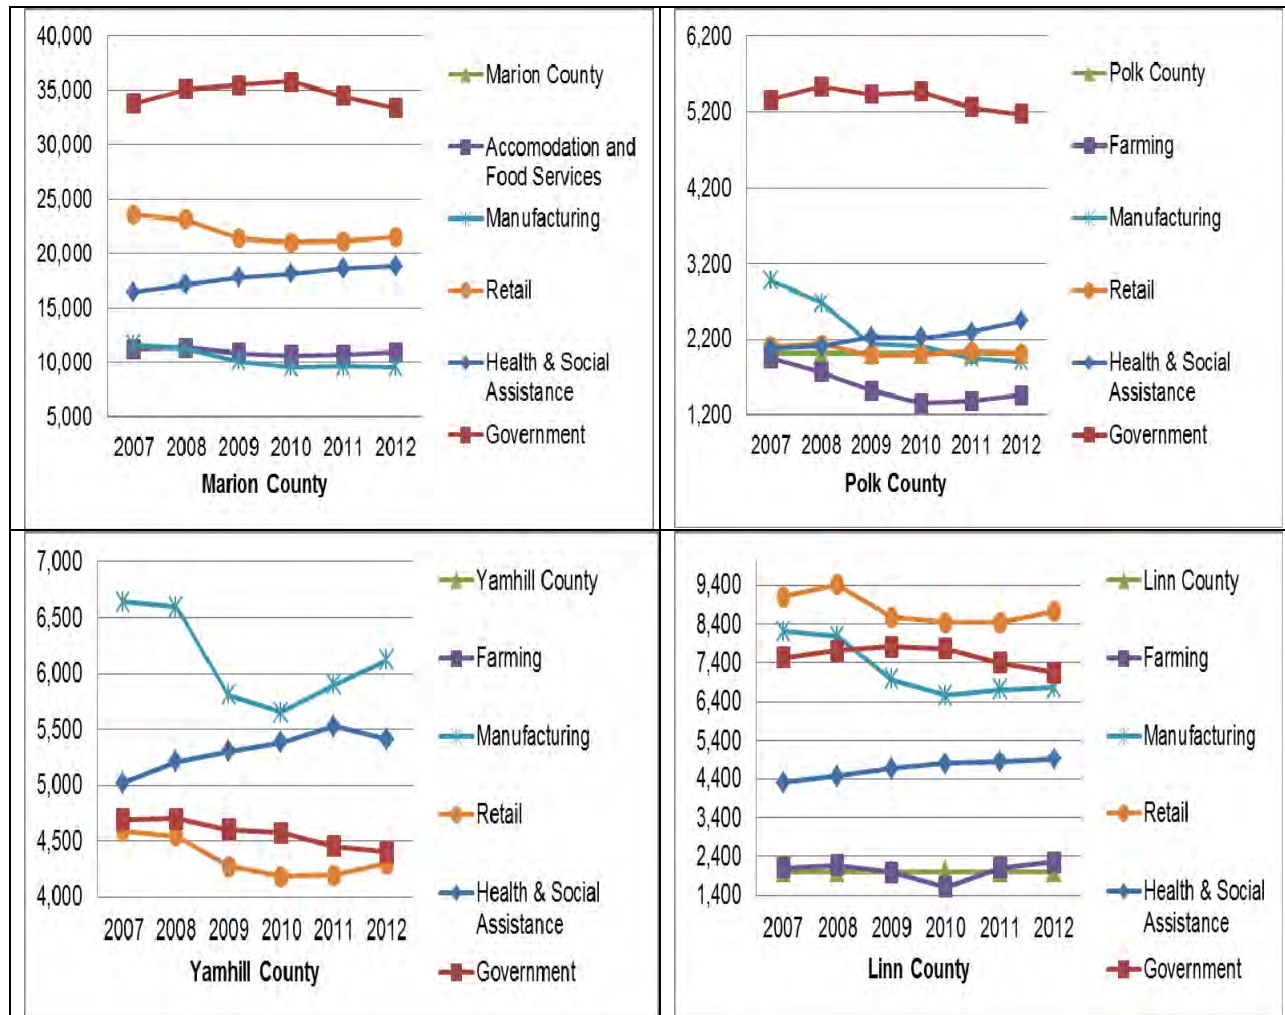 40,000
35,000
30,000
25,000
20,000
15,000
10,000
5,000
2007 2008 2009 2010 2011 2012
Marion County
Marion County
Accomodation and
Food Services
Manufacturing
Retail
Health & Social
Assistance
Government
6,200
5,200
4,200
3,200
2,200
1,200
2007 2008 2009 2010 2011 2012
Polk County
Polk County
Farming
Manufacturing
Retail
Health & Social
Assistance
Government
7,000
6,500
6,000
5,500
5,000
4,500
4,000
2007 2008 2009 2010 2011 2012
Yamhill County
Yamhill County
Farming
Manufacturing
Retail
Health & Social
Assistance
Government
9,400
8,400
7,400
6,400
5,400
4,400
3,400
2,400
1,400
2007 2008 2009 2010 2011 2012
Linn County
Linn County
Farming
Manufacturing
Retail
Health & Social
Assistance
Government